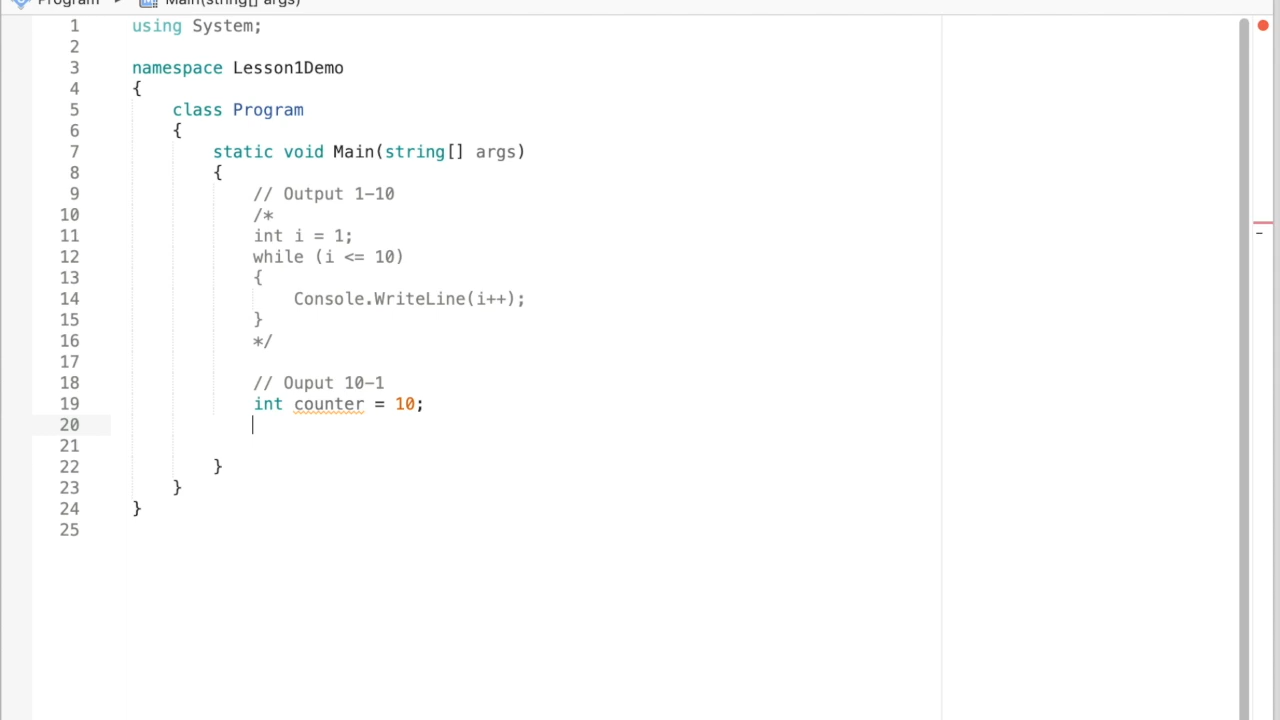 Program ▸ Main(string[] args)
1 using System;
2
3 namespace Lesson1Demo
4 {
5 class Program
6 {
7 static void Main(string[] args)
8 {
9 // Output 1-10
10 /*
11 int i = 1;
12 while (i <= 10)
13 {
14 Console.WriteLine(i++);
15 }
16 */
17
18 // Ouput 10-1
19 int counter = 10;
20
21
22 }
23 }
24 }
25